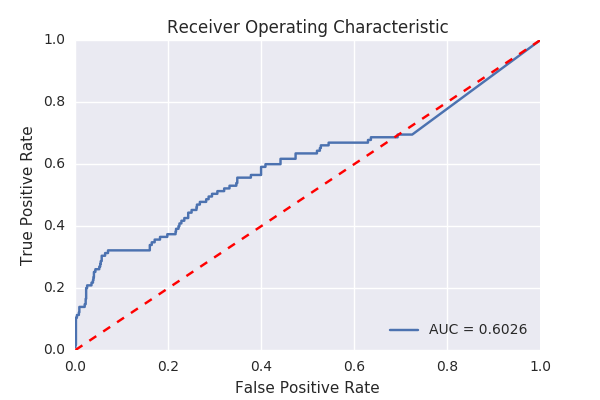 Receiver Operating Characteristic
1.0
0.8
0.6
0.4
0.2
0.0
True Positive Rate
AUC = 0.6026
0.0 0.2 0.4 0.6 0.8 1.0
False Positive Rate